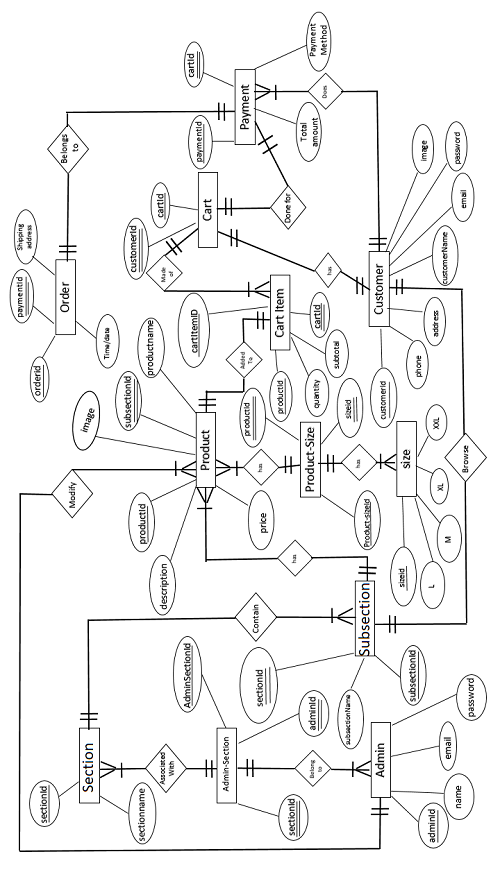 Section
sectionId
sectionname
Associated
With
Admin-Section
AdminSectionId
adminId
sectionId
Belong
to
Admin
adminId
name
email
password
Contain
Subsection
sectionId
subsectionName
subsectionId
has
Modify
Product
description
productId
image
subsectionId
productname
price
has
Product-Size
productId
sizeId
Product-sizeId
has
size
sizeId
L
M
XL
XXL
Browse
Added
To
Cart Item
cartItemID
productId
quantity
subtotal
cartId
Made
of
Cart
customerId
cartId
has
Done for
Customer
customerId
phone
address
customerName
email
password
image
Does
Payment
paymentId
cartId
Payment
Method
Total
amount
Belongs
to
Order
orderId
paymentId
Shipping
address
Time/date